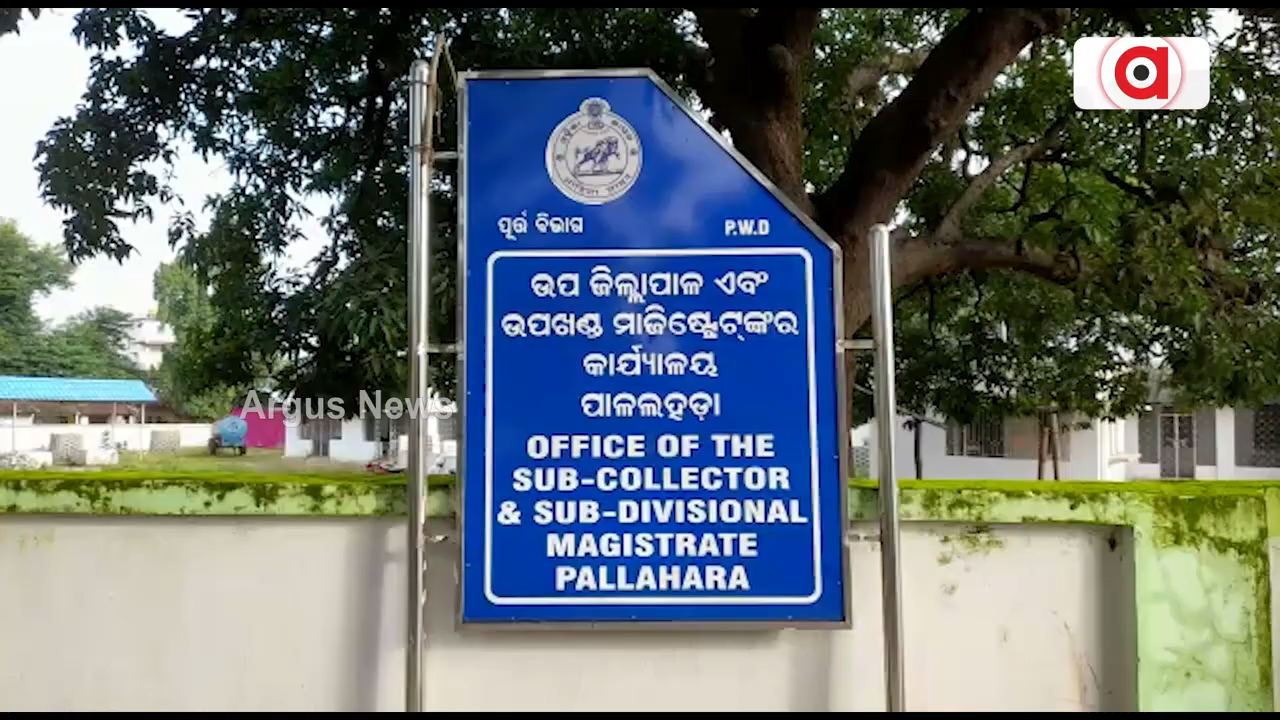 ପୂର୍ତ୍ତ ବିଭାଗ P.W.D
ଉପ ଜିଲ୍ଲାପାଳ ଏବଂ
ଉପଖଣ୍ଡ ମାଜିଷ୍ଟ୍ରେଟ୍‌ଙ୍କର
କାର୍ଯ୍ୟାଳୟ
ପାଲଲହଡ଼ା
OFFICE OF THE
SUB-COLLECTOR
& SUB-DIVISIONAL
MAGISTRATE
PALLAHARA
Argus News
a